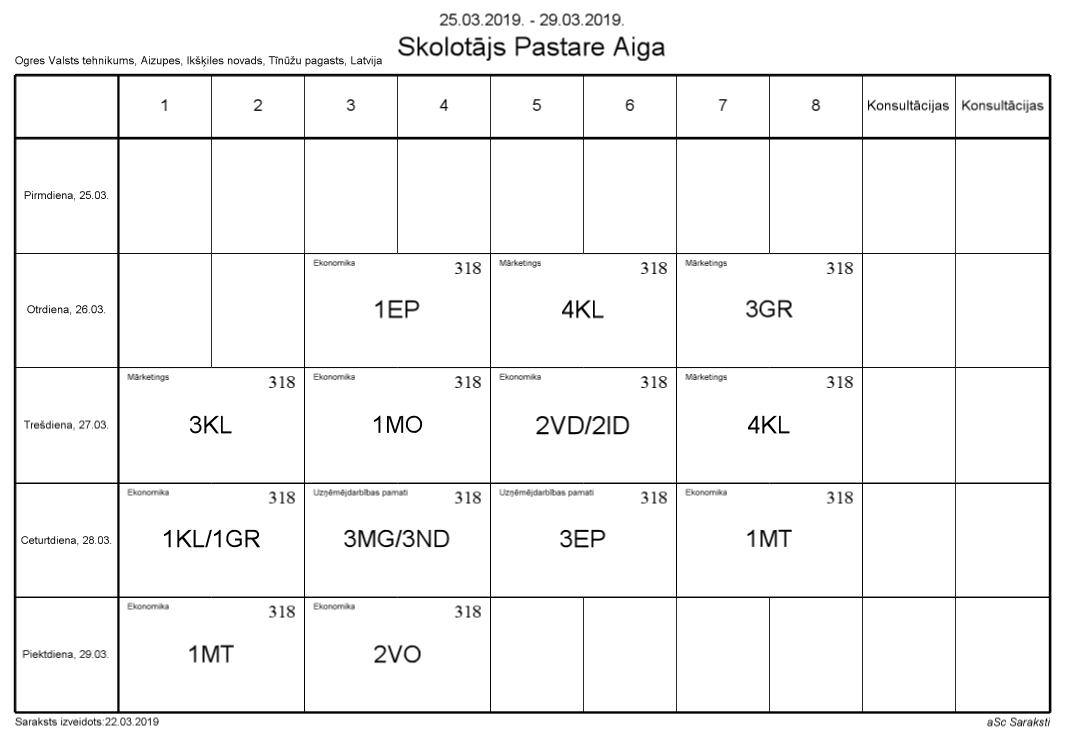 25.03.2019. - 29.03.2019.
Skolotājs Pastare Aiga
Ogres Valsts tehnikums, Aizupes, Ikšķiles novads, Tīnūžu pagasts, Latvija
1 2 3 4 5 6 7 8 Konsultācijas Konsultācijas
Pirmdiena, 25.03.
Ekonomika 318 Mārketings 318 Mārketings 318
Otrdiena, 26.03. 1EP 4KL 3GR
Mārketings 318 Ekonomika 318 Ekonomika 318 Mārketings 318
Trešdiena, 27.03. 3KL 1MO 2VD/2ID 4KL
Ekonomika 318 Uzņēmējdarbības pamati 318 Uzņēmējdarbības pamati 318 Ekonomika 318
Ceturtdiena, 28.03. 1KL/1GR 3MG/3ND 3EP 1MT
Ekonomika 318 Ekonomika 318
Piektdiena, 29.03. 1MT 2VO
Saraksts izveidots:22.03.2019 aSc Saraksti